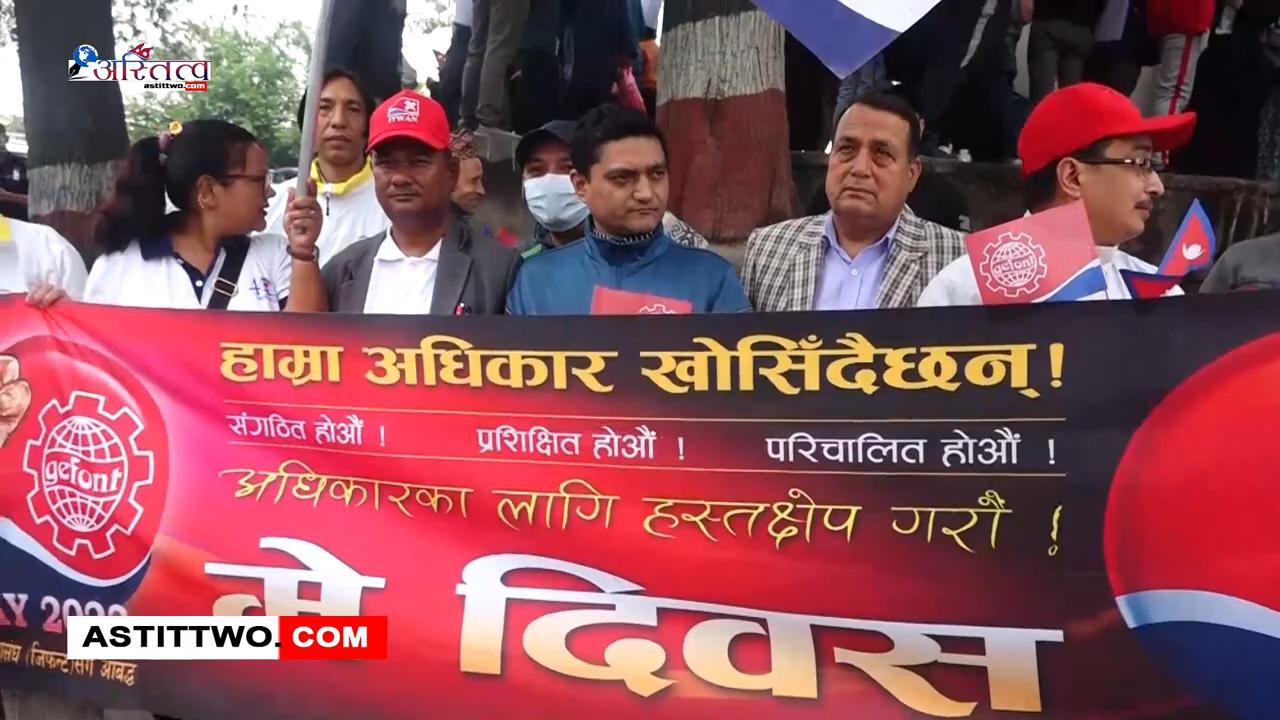 अस्तित्व
astittwo.com
ITWAN
gefont
हाम्रा अधिकार खोसिँदैछन् !
संगठित होऔं ! प्रशिक्षित होऔं ! परिचालित होऔं !
gefont
अधिकारका लागि हस्तक्षेप गरौं !
मे दिवस
ASTITTWO. COM